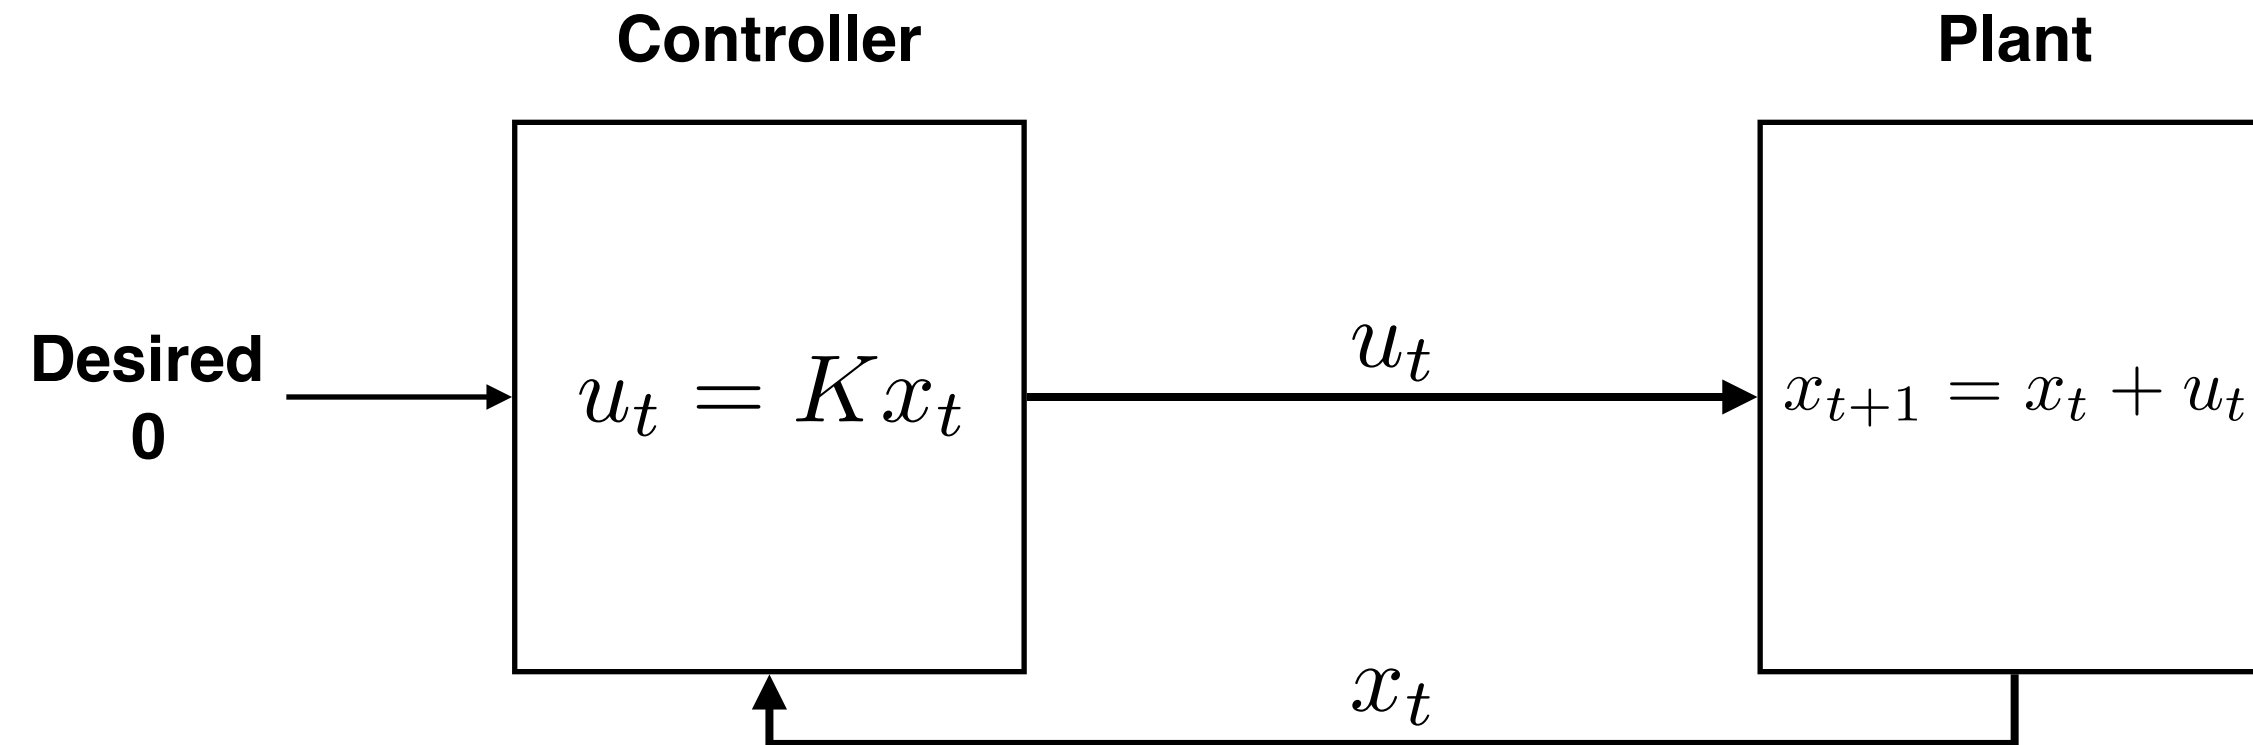 Controller
Plant
Desired
0
u_t = Kx_t
u_t
x_{t+1} = x_t + u_t
x_t